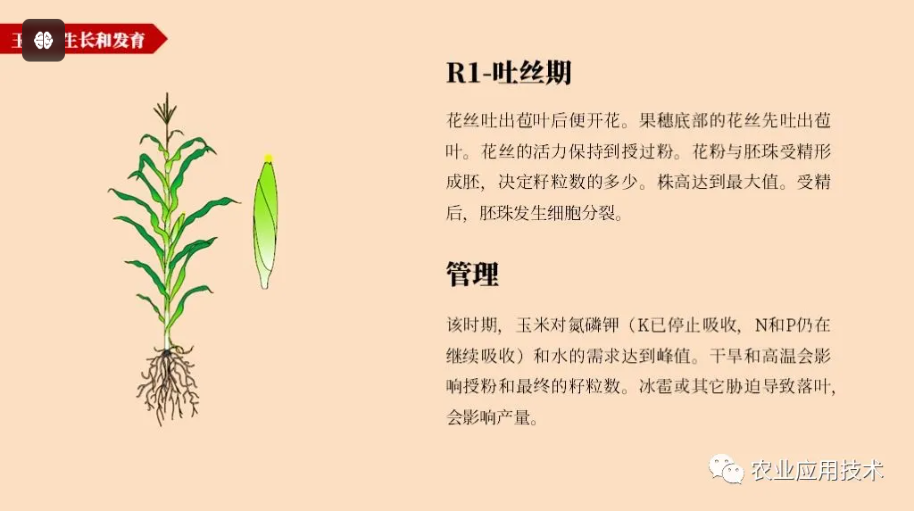 玉
生长和发育
R1-吐丝期
花丝吐出苞叶后便开花。果穗底部的花丝先吐出苞
叶。花丝的活力保持到授过粉。花粉与胚珠受精形
成胚，决定籽粒数的多少。株高达到最大值。受精
后，胚珠发生细胞分裂。
管理
该时期，玉米对氮磷钾（K已停止吸收，N和P仍在
继续吸收）和水的需求达到峰值。干旱和高温会影
响授粉和最终的籽粒数。冰雹或其它胁迫导致落叶，
会影响产量。
农业应用技术